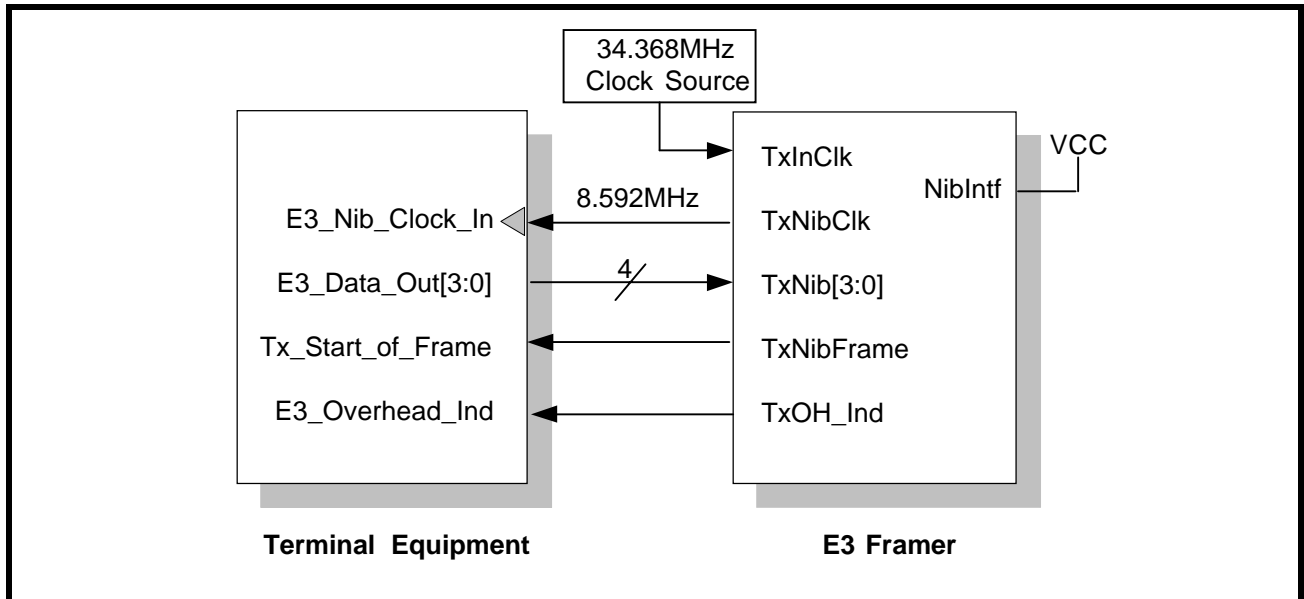 34.368MHz
Clock Source
TxInClk
VCC
NibIntf
8.592MHz
E3_Nib_Clock_In
TxNibClk
E3_Data_Out[3:0]
4
TxNib[3:0]
Tx_Start_of_Frame
TxNibFrame
E3_Overhead_Ind
TxOH_Ind
Terminal Equipment
E3 Framer